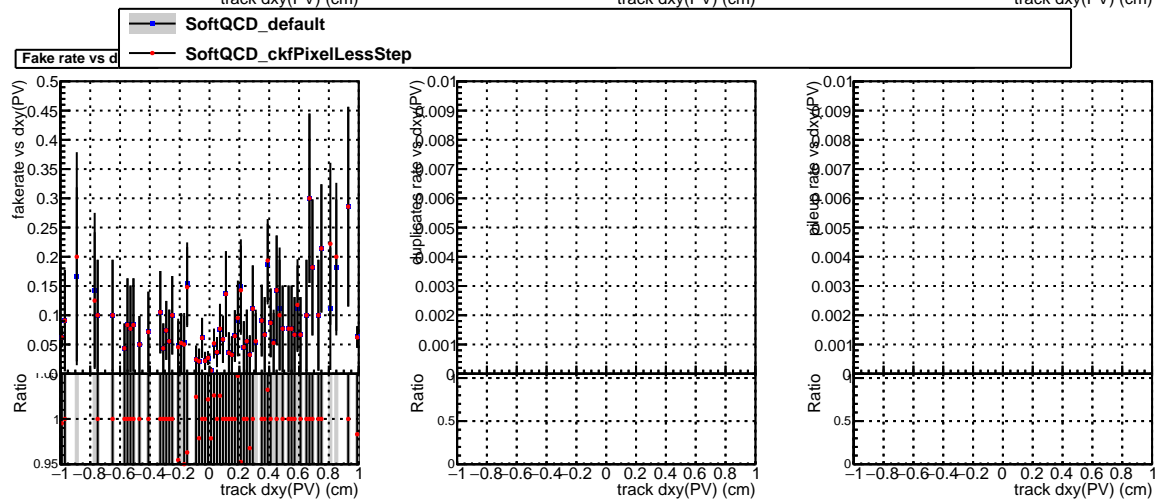 track dxy(PV) (cm) track dxy(PV) (cm) track dxy(PV) (cm)
SoftQCD_default
SoftQCD_ckfPixelLessStep
Fake rate vs d
fakerate vs dxy(PV)
0.5
0.45
0.4
0.35
0.3
0.25
0.2
0.15
0.1
0.05
0
Ratio
1
0.95
−1 −0.8 −0.6 −0.4 −0.2 0 0.2 0.4 0.6 0.8 1
track dxy(PV) (cm)
duplicates rate vs dxy(PV)
0.01
0.009
0.008
0.007
0.006
0.005
0.004
0.003
0.002
0.001
0
Ratio
1
0.5
0
−1 −0.8 −0.6 −0.4 −0.2 0 0.2 0.4 0.6 0.8 1
track dxy(PV) (cm)
pileup rate vs dxy(PV)
0.01
0.009
0.008
0.007
0.006
0.005
0.004
0.003
0.002
0.001
0
Ratio
1
0.5
0
−1 −0.8 −0.6 −0.4 −0.2 0 0.2 0.4 0.6 0.8 1
track dxy(PV) (cm)